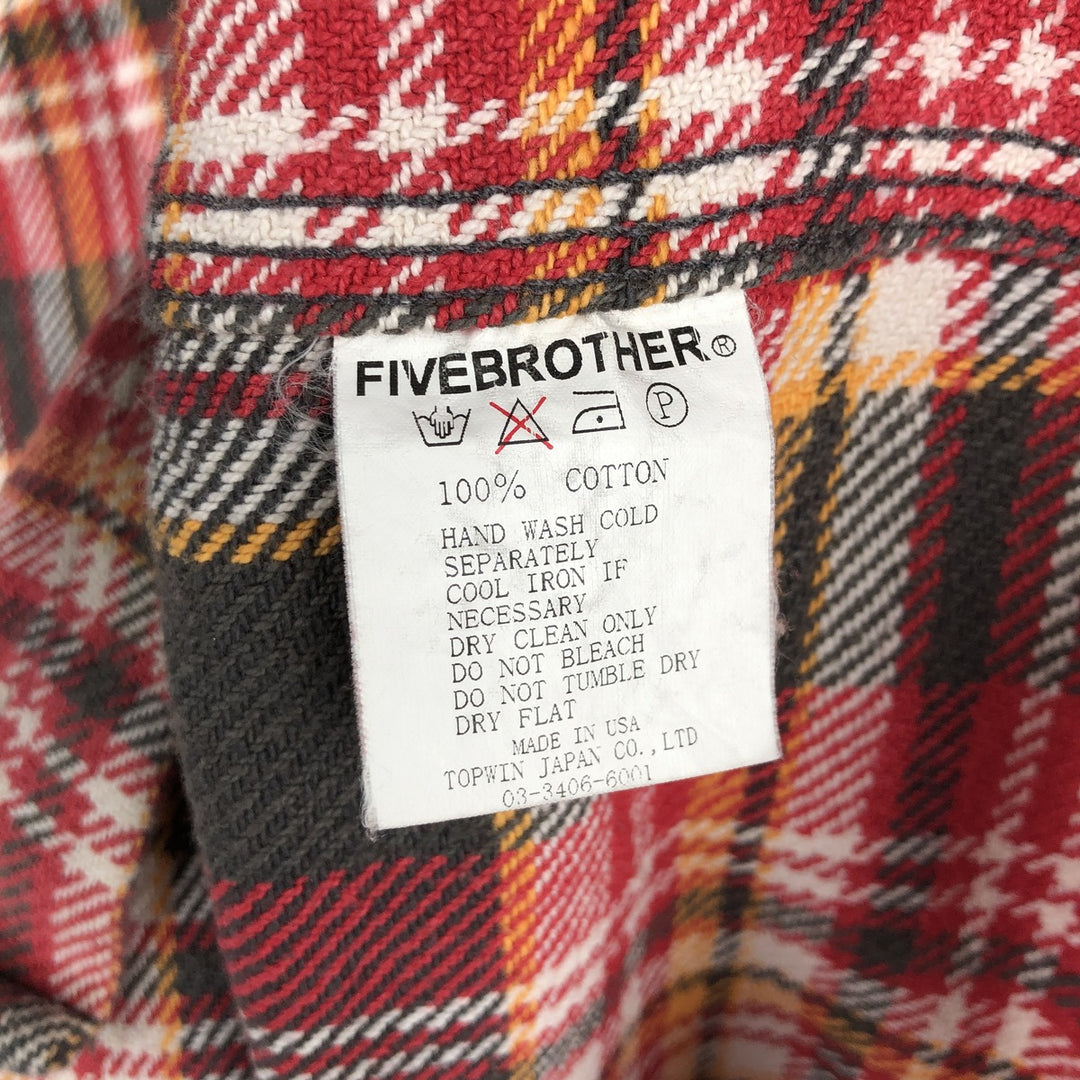 FIVEBROTHER®
P
100% COTTON
HAND WASH COLD
SEPARATELY
COOL IRON IF
NECESSARY
DRY CLEAN ONLY
DO NOT BLEACH
DO NOT TUMBLE DRY
DRY FLAT
MADE IN USA
TOPWIN JAPAN CO.,LTD
03-3406-6001